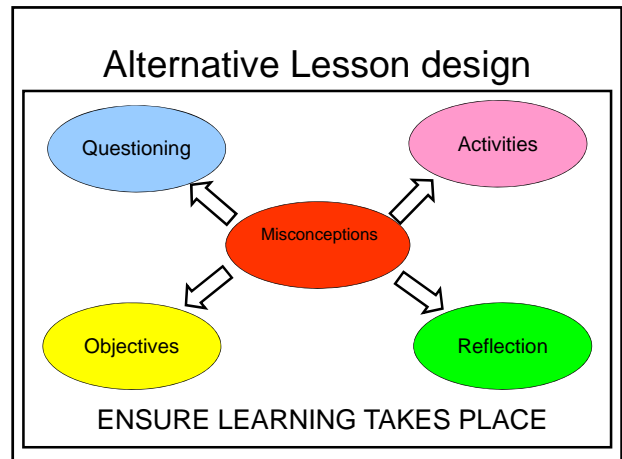 Alternative Lesson design
Questioning
Activities
Misconceptions
Objectives
Reflection
ENSURE LEARNING TAKES PLACE